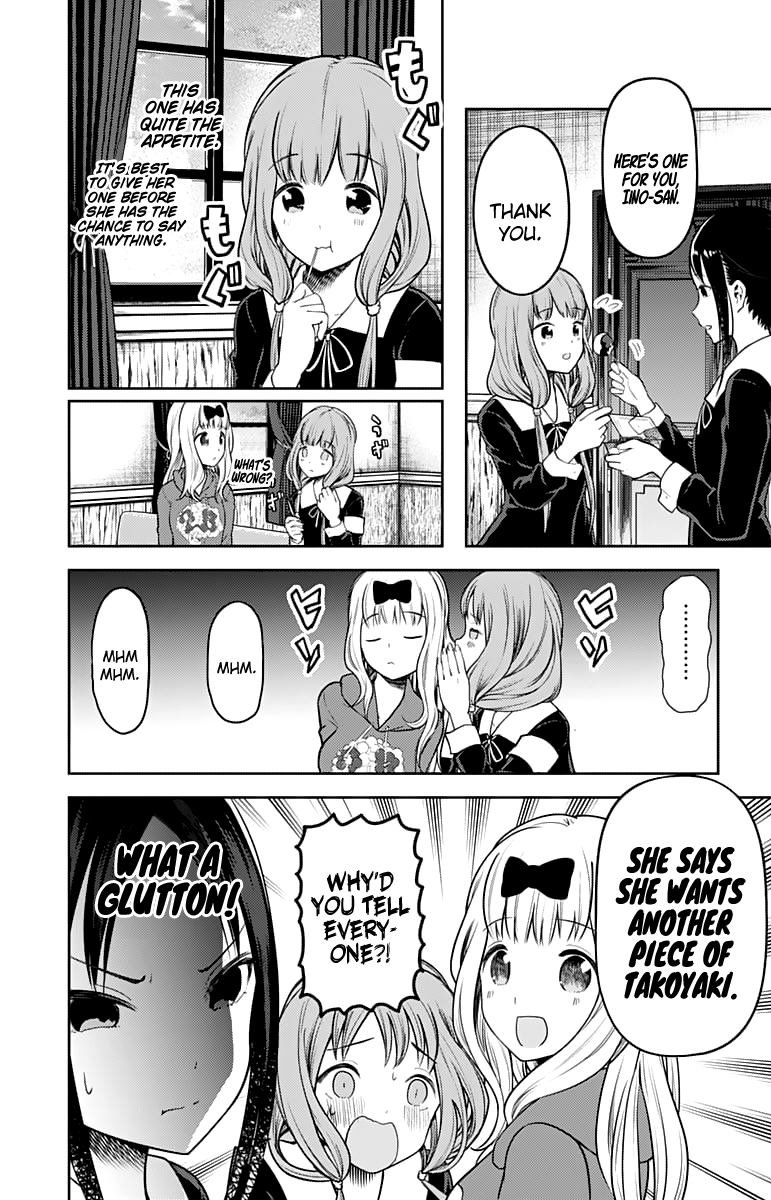 HERE'S ONE
FOR YOU,
IINO-SAN.
THANK
YOU.
THIS
ONE HAS
QUITE THE
APPETITE.
IT'S BEST
TO GIVE HER
ONE BEFORE
SHE HAS THE
CHANCE TO SAY
ANYTHING.
もぐ
もぐ
WHAT'S
WRONG?
.........
ヒソ
ヒソ
MHM.
MHM
MHM.
SHE SAYS
SHE WANTS
ANOTHER
PIECE OF
TAKOYAKI.
WHY'D
YOU TELL
EVERY-
ONE?!
WHAT A
GLUTTON!